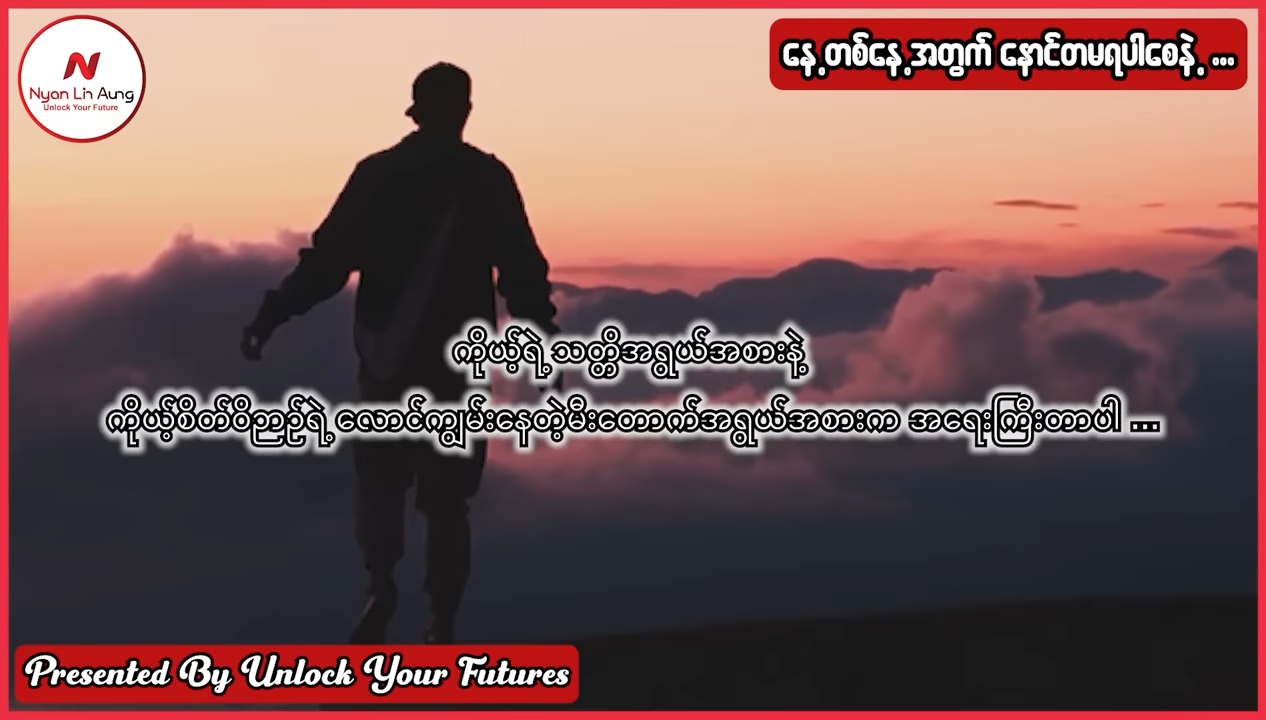 Nyan Lin Aung
Unlock Your Future
နေ့တစ်နေ့အတွက် နောင်တမရပါစေနဲ့ ...
ကိုယ့်ရဲ့သတ္တိအရွယ်အစားနဲ့
ကိုယ့်စိတ်ဝိညာဉ်ရဲ့လောင်ကျွမ်းနေတဲ့မီးတောက်အရွယ်အစားက အရေးကြီးတာပါ ...
Presented By Unlock Your Futures